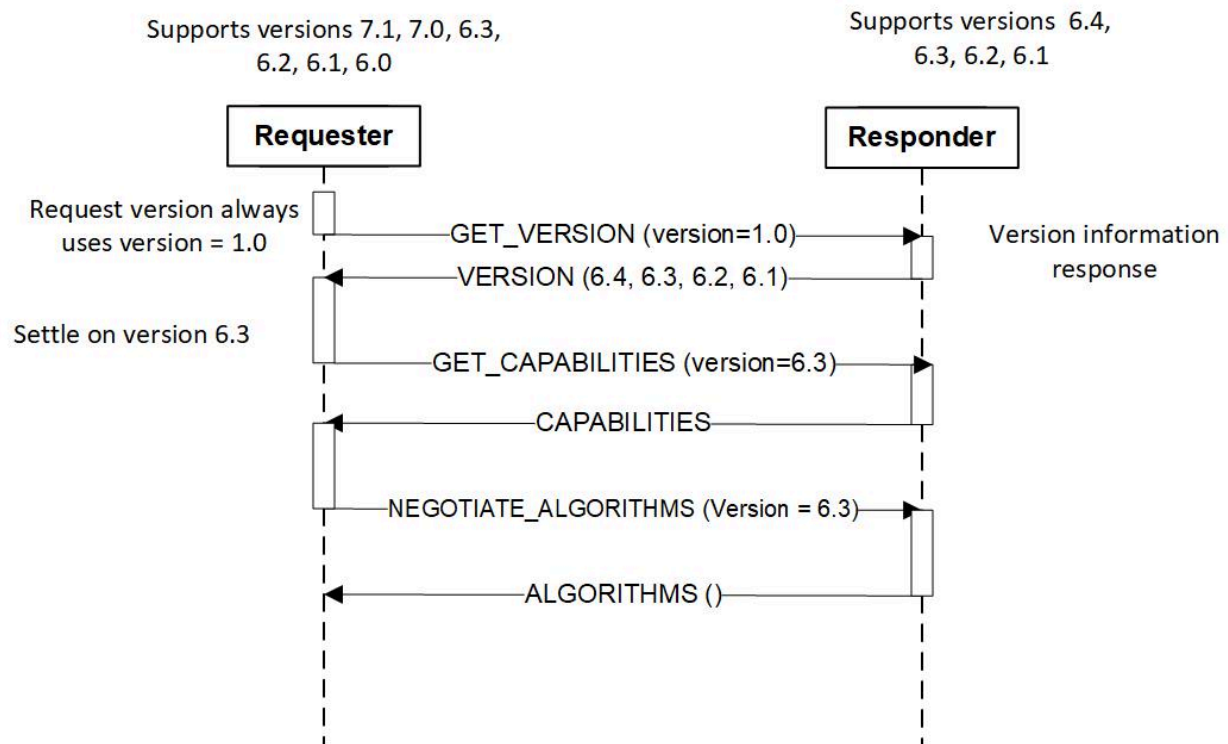 Supports versions 7.1, 7.0, 6.3,
6.2, 6.1, 6.0
Supports versions 6.4,
6.3, 6.2, 6.1
Requester
Responder
Request version always
uses version = 1.0
GET_VERSION (version=1.0)
Version information
response
VERSION (6.4, 6.3, 6.2, 6.1)
Settle on version 6.3
GET_CAPABILITIES (version=6.3)
CAPABILITIES
NEGOTIATE_ALGORITHMS (Version = 6.3)
ALGORITHMS ()